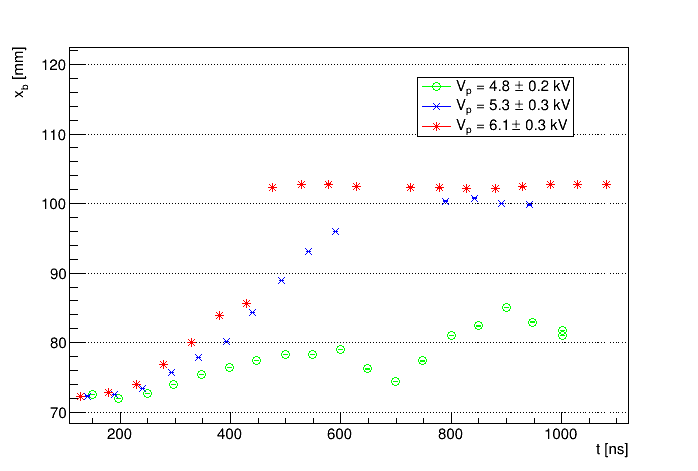 x_b [mm]
120
110
100
90
80
70
V_p = 4.8 ± 0.2 kV
V_p = 5.3 ± 0.3 kV
V_p = 6.1 ± 0.3 kV
200 400 600 800 1000
t [ns]